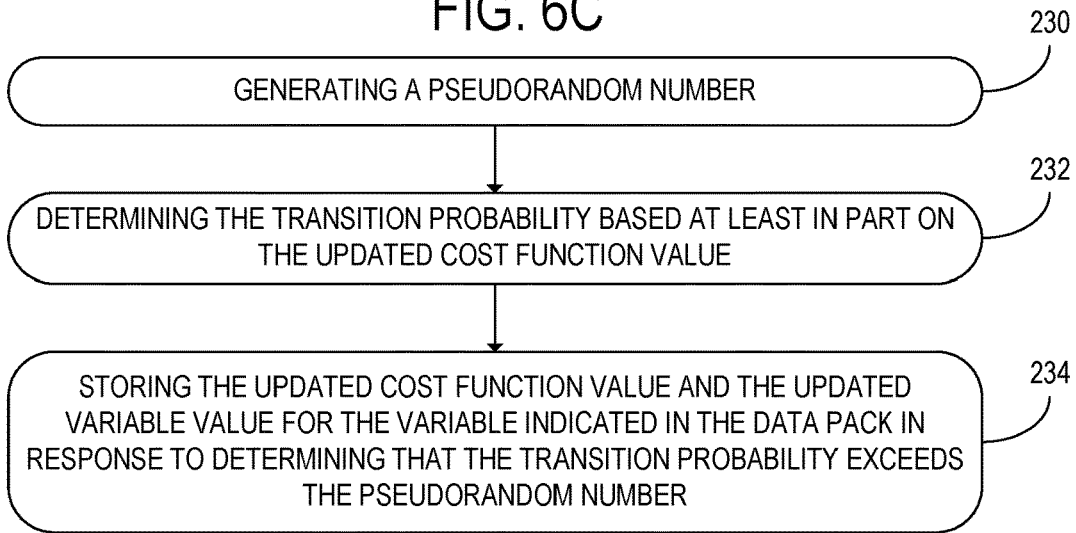 FIG. 6C
230
GENERATING A PSEUDORANDOM NUMBER
232
DETERMINING THE TRANSITION PROBABILITY BASED AT LEAST IN PART ON
THE UPDATED COST FUNCTION VALUE
234
STORING THE UPDATED COST FUNCTION VALUE AND THE UPDATED
VARIABLE VALUE FOR THE VARIABLE INDICATED IN THE DATA PACK IN
RESPONSE TO DETERMINING THAT THE TRANSITION PROBABILITY EXCEEDS
THE PSEUDORANDOM NUMBER